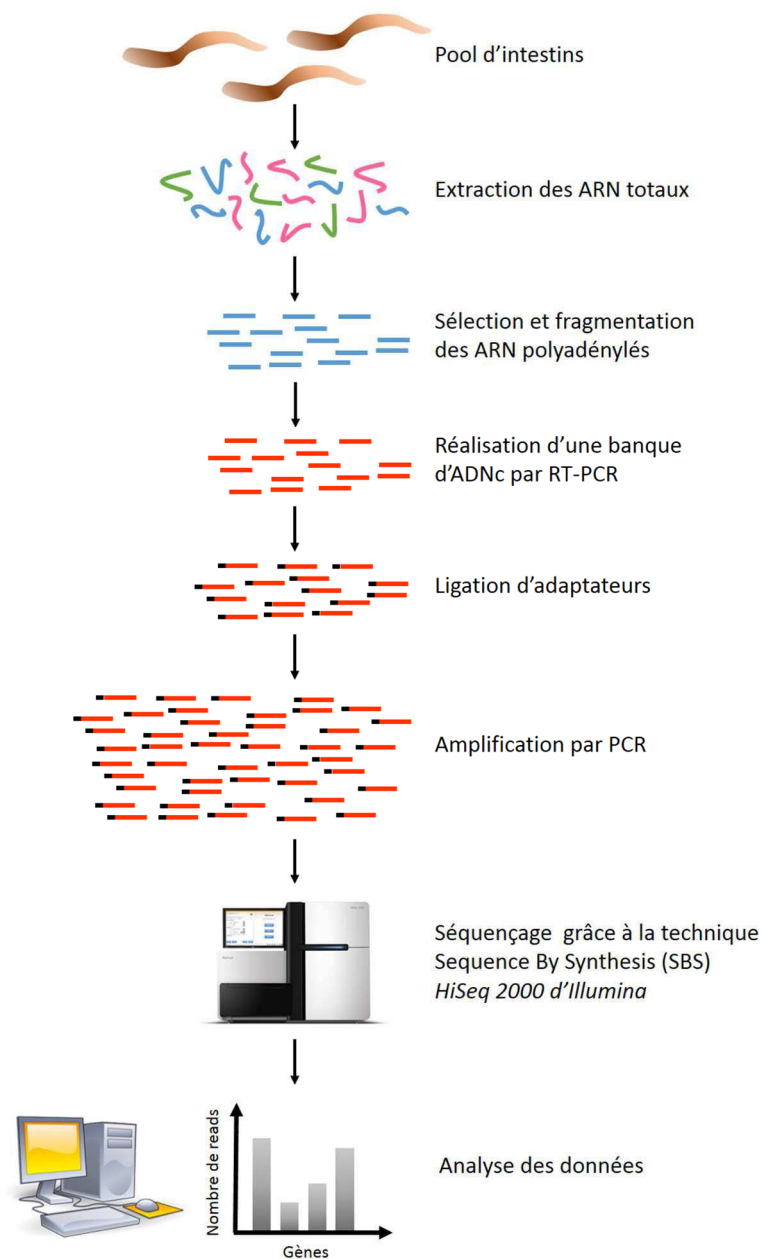 Pool d'intestins
Extraction des ARN totaux
Sélection et fragmentation
des ARN polyadénylés
Réalisation d'une banque
d'ADNc par RT-PCR
Ligation d'adaptateurs
Amplification par PCR
Séquençage grâce à la technique
Sequence By Synthesis (SBS)
HiSeq 2000 d'Illumina
Nombre de reads
Gènes
Analyse des données